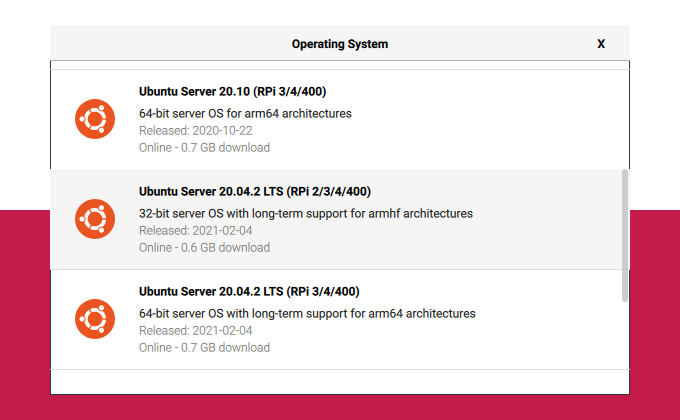 Operating System X
Ubuntu Server 20.10 (RPi 3/4/400)
64-bit server OS for arm64 architectures
Released: 2020-10-22
Online - 0.7 GB download
Ubuntu Server 20.04.2 LTS (RPi 2/3/4/400)
32-bit server OS with long-term support for armhf architectures
Released: 2021-02-04
Online - 0.6 GB download
Ubuntu Server 20.04.2 LTS (RPi 3/4/400)
64-bit server OS with long-term support for arm64 architectures
Released: 2021-02-04
Online - 0.7 GB download